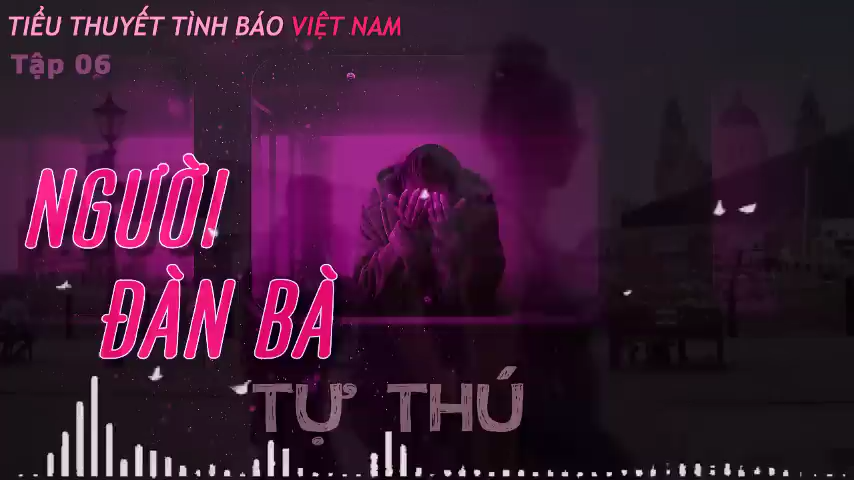 TIỂU THUYẾT TÌNH BÁO VIỆT NAM
Tập 06
NGƯỜI
ĐÀN BÀ
TỰ THÚ